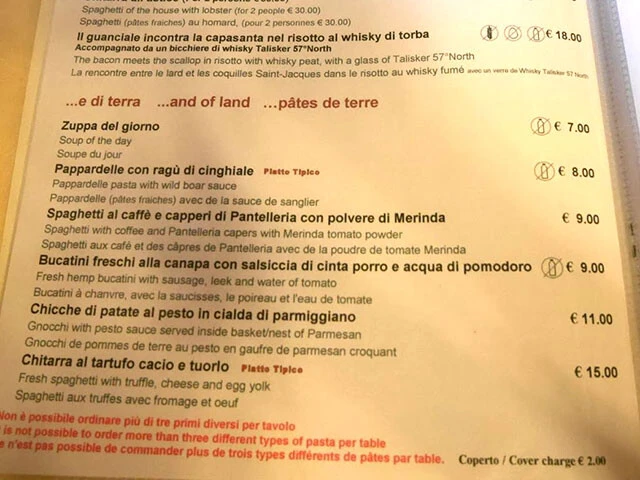 Spaghetti of the house with lobster (for 2 people € 30.00)
Spaghetti (pâtes fraiches) au homard, (pour 2 personnes € 30.00)
Il guanciale incontra la capasanta nel risotto al whisky di torba € 18.00
Accompagnato da un bicchiere di whisky Talisker 57°North
The bacon meets the scallop in risotto with whisky peat, with a glass of Talisker 57°North
La rencontre entre le lard et les coquilles Saint-Jacques dans le risotto au whisky fumé avec un verre de Whisky Talisker 57°North
...e di terra ...and of land ...pâtes de terre
Zuppa del giorno € 7.00
Soup of the day
Soupe du jour
Pappardelle con ragù di cinghiale Piatto Tipico € 8.00
Pappardelle pasta with wild boar sauce
Pappardelle (pâtes fraiches) avec de la sauce de sanglier
Spaghetti al caffè e capperi di Pantelleria con polvere di Merinda € 9.00
Spaghetti with coffee and Pantelleria capers with Merinda tomato powder
Spaghetti aux café et des câpres de Pantelleria avec de la poudre de tomate Merinda
Bucatini freschi alla canapa con salsiccia di cinta porro e acqua di pomodoro € 9.00
Fresh hemp bucatini with sausage, leek and water of tomato
Bucatini à chanvre, avec la saucisses, le poireau et l'eau de tomate
Chicche di patate al pesto in cialda di parmiggiano € 11.00
Gnocchi with pesto sauce served inside basket/nest of Parmesan
Gnocchi de pommes de terre au pesto en gaufre de parmesan croquant
Chitarra al tartufo cacio e tuorlo Piatto Tipico € 15.00
Fresh spaghetti with truffle, cheese and egg yolk
Spaghetti aux truffes avec fromage et oeuf
Non è possibile ordinare più di tre primi diversi per tavolo
t is not possible to order more than three different types of pasta per table
e n'est pas possible de commander plus de trois types différents de pâtes par table. Coperto / Cover charge € 2.00